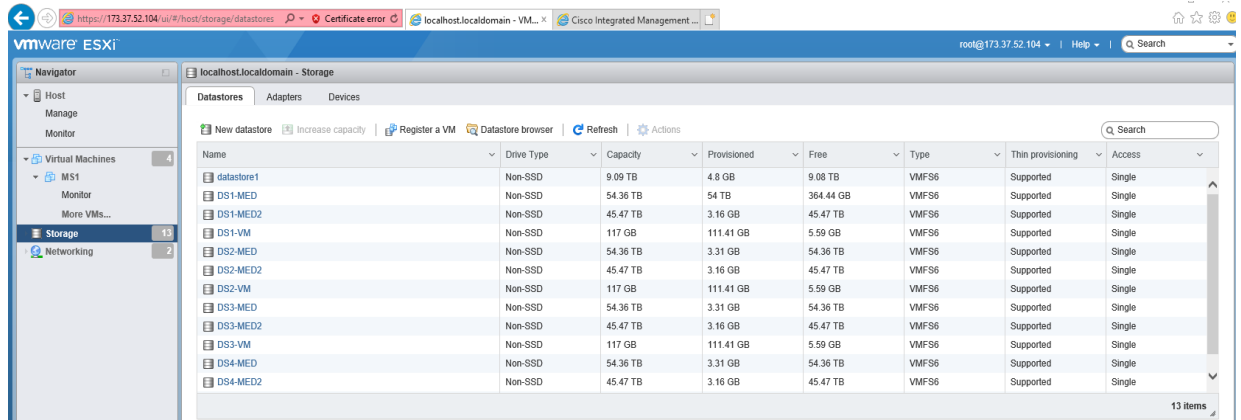 https://173.37.52.104/ui/#/host/storage/datastores Certificate error localhost.localdomain - VM... Cisco Integrated Management ...
vmware ESXi root@173.37.52.104 Help Search
Navigator localhost.localdomain - Storage
Host
Manage
Monitor
Virtual Machines 4
MS1
Monitor
More VMs...
Storage 13
Networking 2
Datastores Adapters Devices
New datastore Increase capacity Register a VM Datastore browser Refresh Actions Search
Name Drive Type Capacity Provisioned Free Type Thin provisioning Access
datastore1 Non-SSD 9.09 TB 4.8 GB 9.08 TB VMFS6 Supported Single
DS1-MED Non-SSD 54.36 TB 54 TB 364.44 GB VMFS6 Supported Single
DS1-MED2 Non-SSD 45.47 TB 3.16 GB 45.47 TB VMFS6 Supported Single
DS1-VM Non-SSD 117 GB 111.41 GB 5.59 GB VMFS6 Supported Single
DS2-MED Non-SSD 54.36 TB 3.31 GB 54.36 TB VMFS6 Supported Single
DS2-MED2 Non-SSD 45.47 TB 3.16 GB 45.47 TB VMFS6 Supported Single
DS2-VM Non-SSD 117 GB 111.41 GB 5.59 GB VMFS6 Supported Single
DS3-MED Non-SSD 54.36 TB 3.31 GB 54.36 TB VMFS6 Supported Single
DS3-MED2 Non-SSD 45.47 TB 3.16 GB 45.47 TB VMFS6 Supported Single
DS3-VM Non-SSD 117 GB 111.41 GB 5.59 GB VMFS6 Supported Single
DS4-MED Non-SSD 54.36 TB 3.31 GB 54.36 TB VMFS6 Supported Single
DS4-MED2 Non-SSD 45.47 TB 3.16 GB 45.47 TB VMFS6 Supported Single
13 items